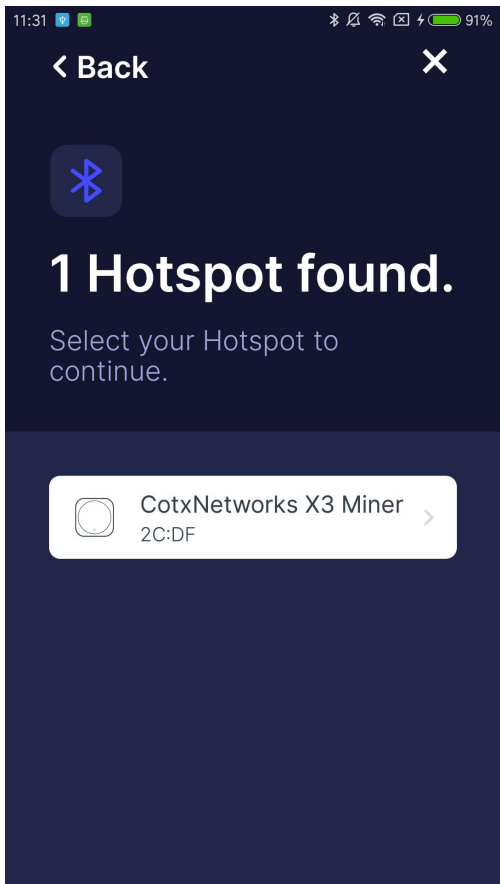 11:31
91%
Back
1 Hotspot found.
Select your Hotspot to
continue.
CotxNetworks X3 Miner
2C:DF